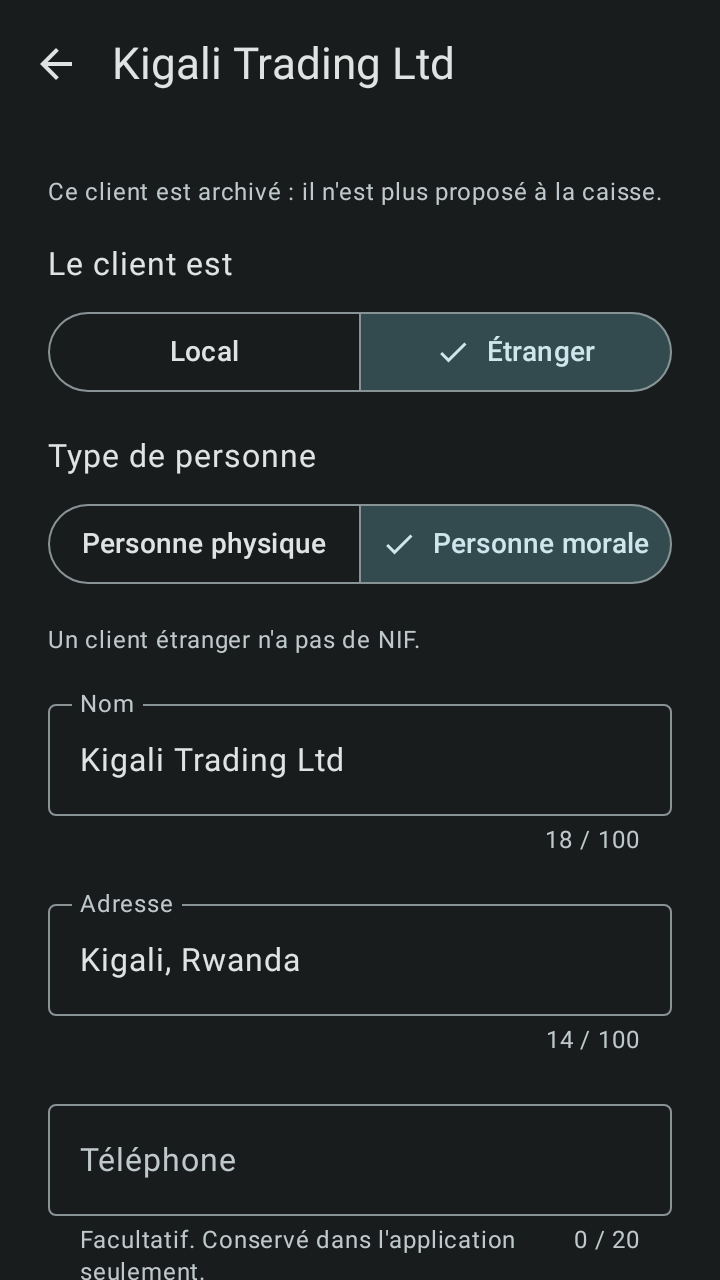 Kigali Trading Ltd
Ce client est archivé : il n'est plus proposé à la caisse.
Le client est
Local
Étranger
Type de personne
Personne physique
Personne morale
Un client étranger n'a pas de NIF.
Nom
Kigali Trading Ltd
18 / 100
Adresse
Kigali, Rwanda
14 / 100
Téléphone
Facultatif. Conservé dans l'application 0 / 20
seulement.